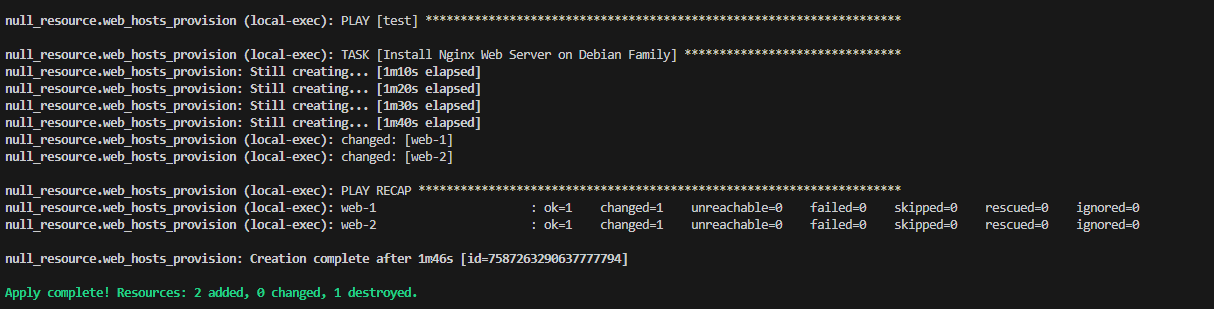 null_resource.web_hosts_provision (local-exec): PLAY [test] ********************************************************************
null_resource.web_hosts_provision (local-exec): TASK [Install Nginx Web Server on Debian Family] *******************************
null_resource.web_hosts_provision: Still creating... [1m10s elapsed]
null_resource.web_hosts_provision: Still creating... [1m20s elapsed]
null_resource.web_hosts_provision: Still creating... [1m30s elapsed]
null_resource.web_hosts_provision: Still creating... [1m40s elapsed]
null_resource.web_hosts_provision (local-exec): changed: [web-1]
null_resource.web_hosts_provision (local-exec): changed: [web-2]
null_resource.web_hosts_provision (local-exec): PLAY RECAP *********************************************************************
null_resource.web_hosts_provision (local-exec): web-1                      : ok=1    changed=1    unreachable=0    failed=0    skipped=0    rescued=0    ignored=0
null_resource.web_hosts_provision (local-exec): web-2                      : ok=1    changed=1    unreachable=0    failed=0    skipped=0    rescued=0    ignored=0
null_resource.web_hosts_provision: Creation complete after 1m46s [id=7587263290637777794]
Apply complete! Resources: 2 added, 0 changed, 1 destroyed.